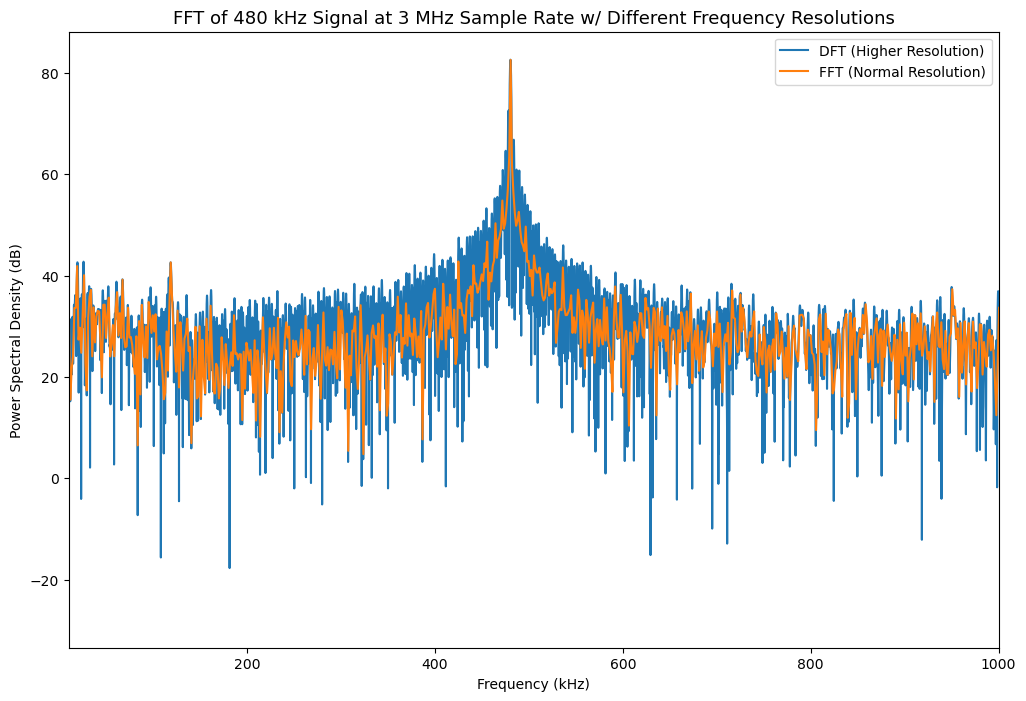 FFT of 480 kHz Signal at 3 MHz Sample Rate w/ Different Frequency Resolutions
DFT (Higher Resolution)
FFT (Normal Resolution)
Power Spectral Density (dB)
80
60
40
20
0
−20
200 400 600 800 1000
Frequency (kHz)